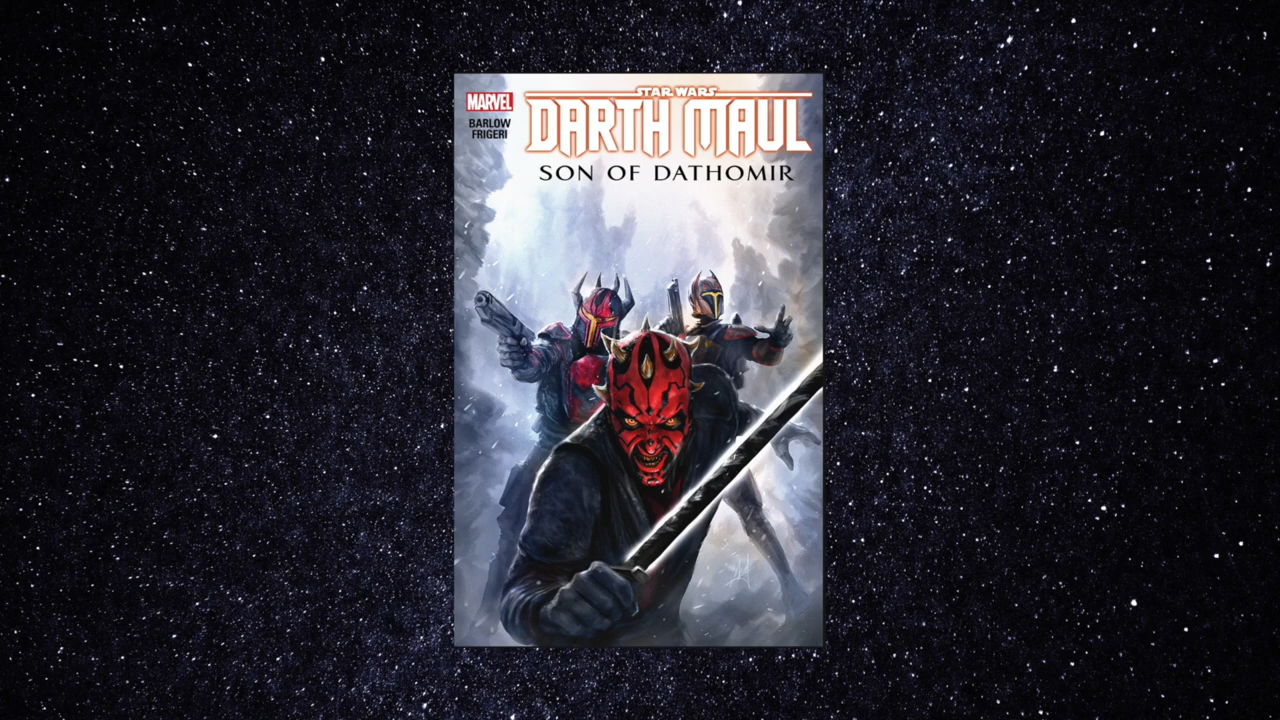 STAR WARS
MARVEL
DARTH MAUL
BARLOW
FRIGERI
SON OF DATHOMIR